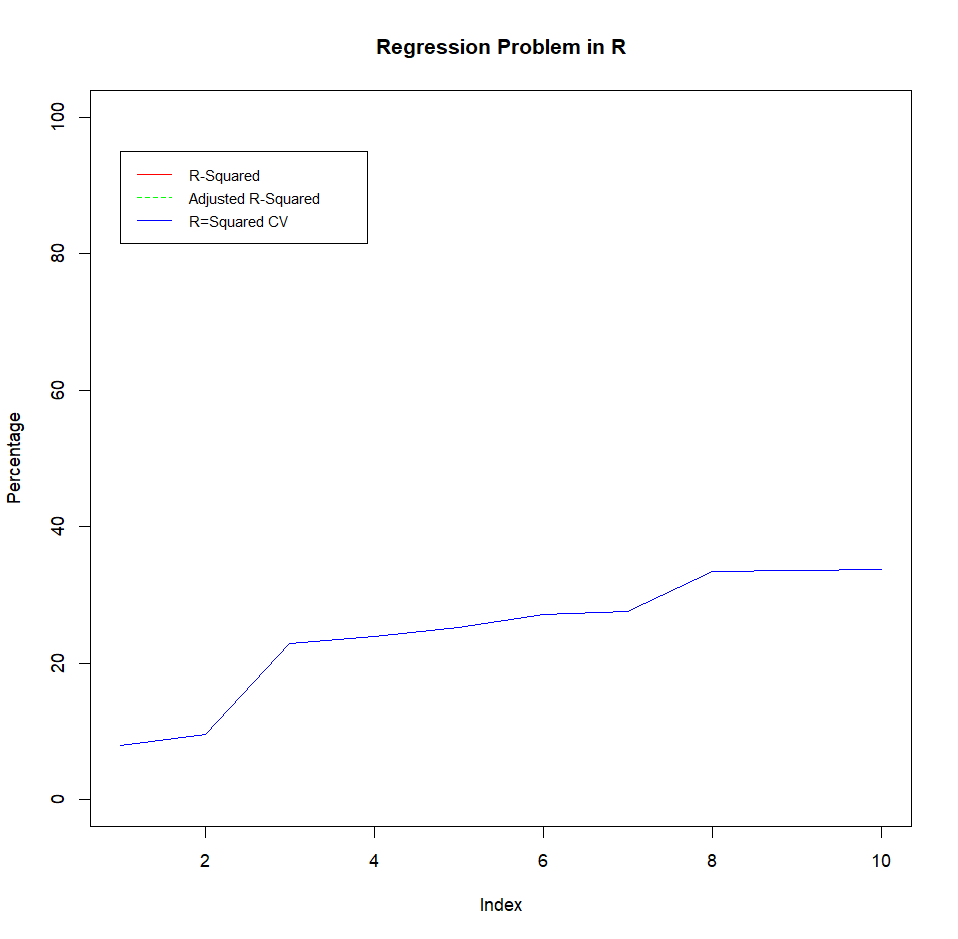 Regression Problem in R
R-Squared
Adjusted R-Squared
R=Squared CV
Percentage
100
80
60
40
20
0
2 4 6 8 10
Index